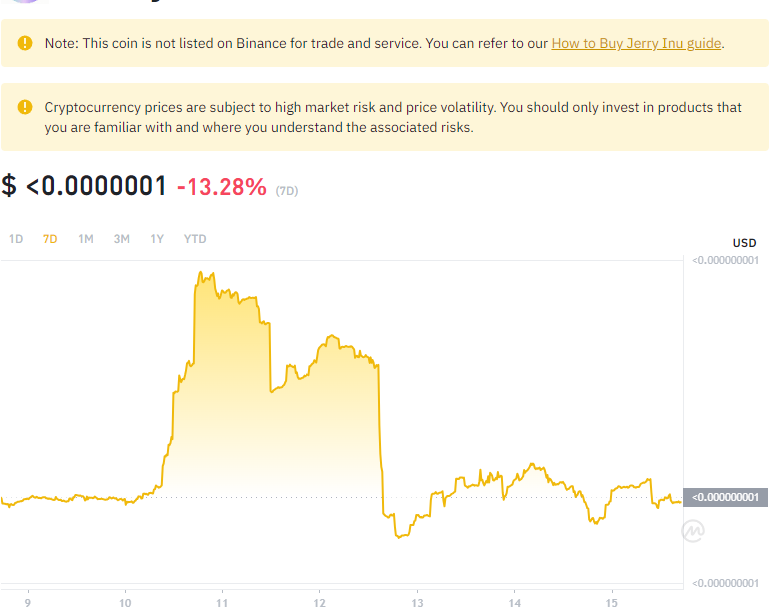 Note: This coin is not listed on Binance for trade and service. You can refer to our How to Buy Jerry Inu guide.
Cryptocurrency prices are subject to high market risk and price volatility. You should only invest in products that
you are familiar with and where you understand the associated risks.
$ <0.0000001 -13.28% (7D)
1D 7D 1M 3M 1Y YTD
USD
<0.000000001
<0.000000001
<0.000000001
9 10 11 12 13 14 15